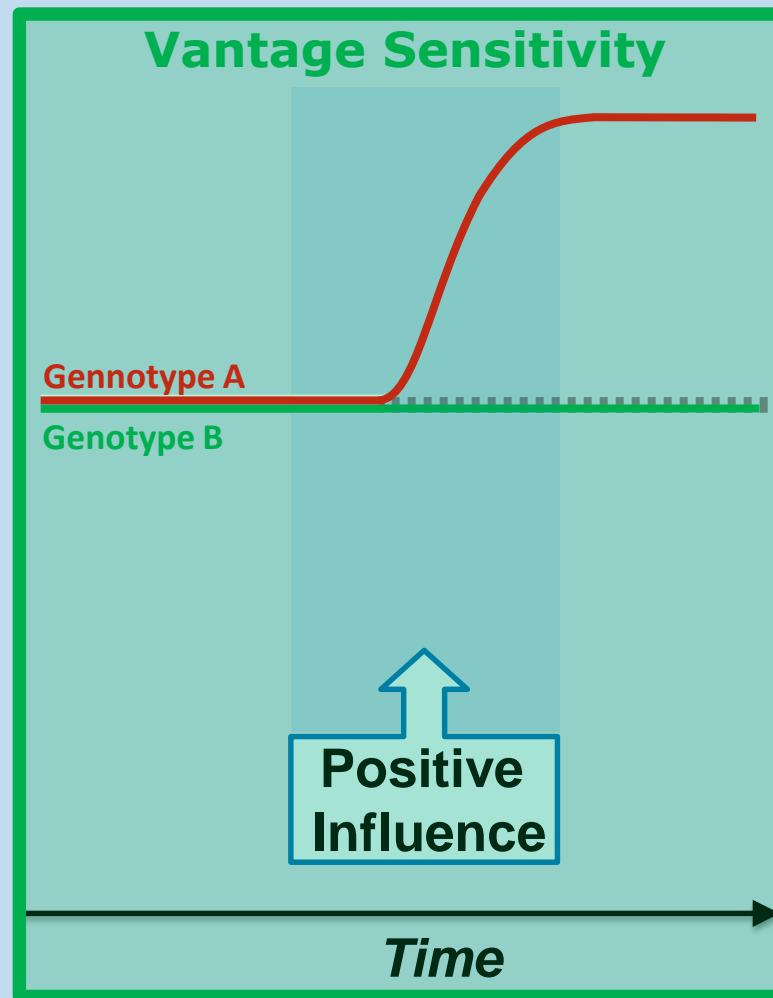 Vantage Sensitivity
Gennotype A
Genotype B
Positive
Influence
Time